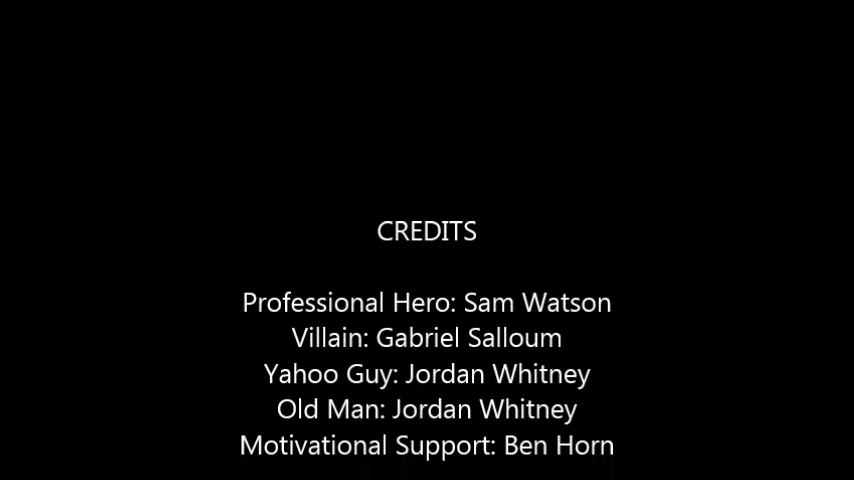 CREDITS
Professional Hero: Sam Watson
Villain: Gabriel Salloum
Yahoo Guy: Jordan Whitney
Old Man: Jordan Whitney
Motivational Support: Ben Horn